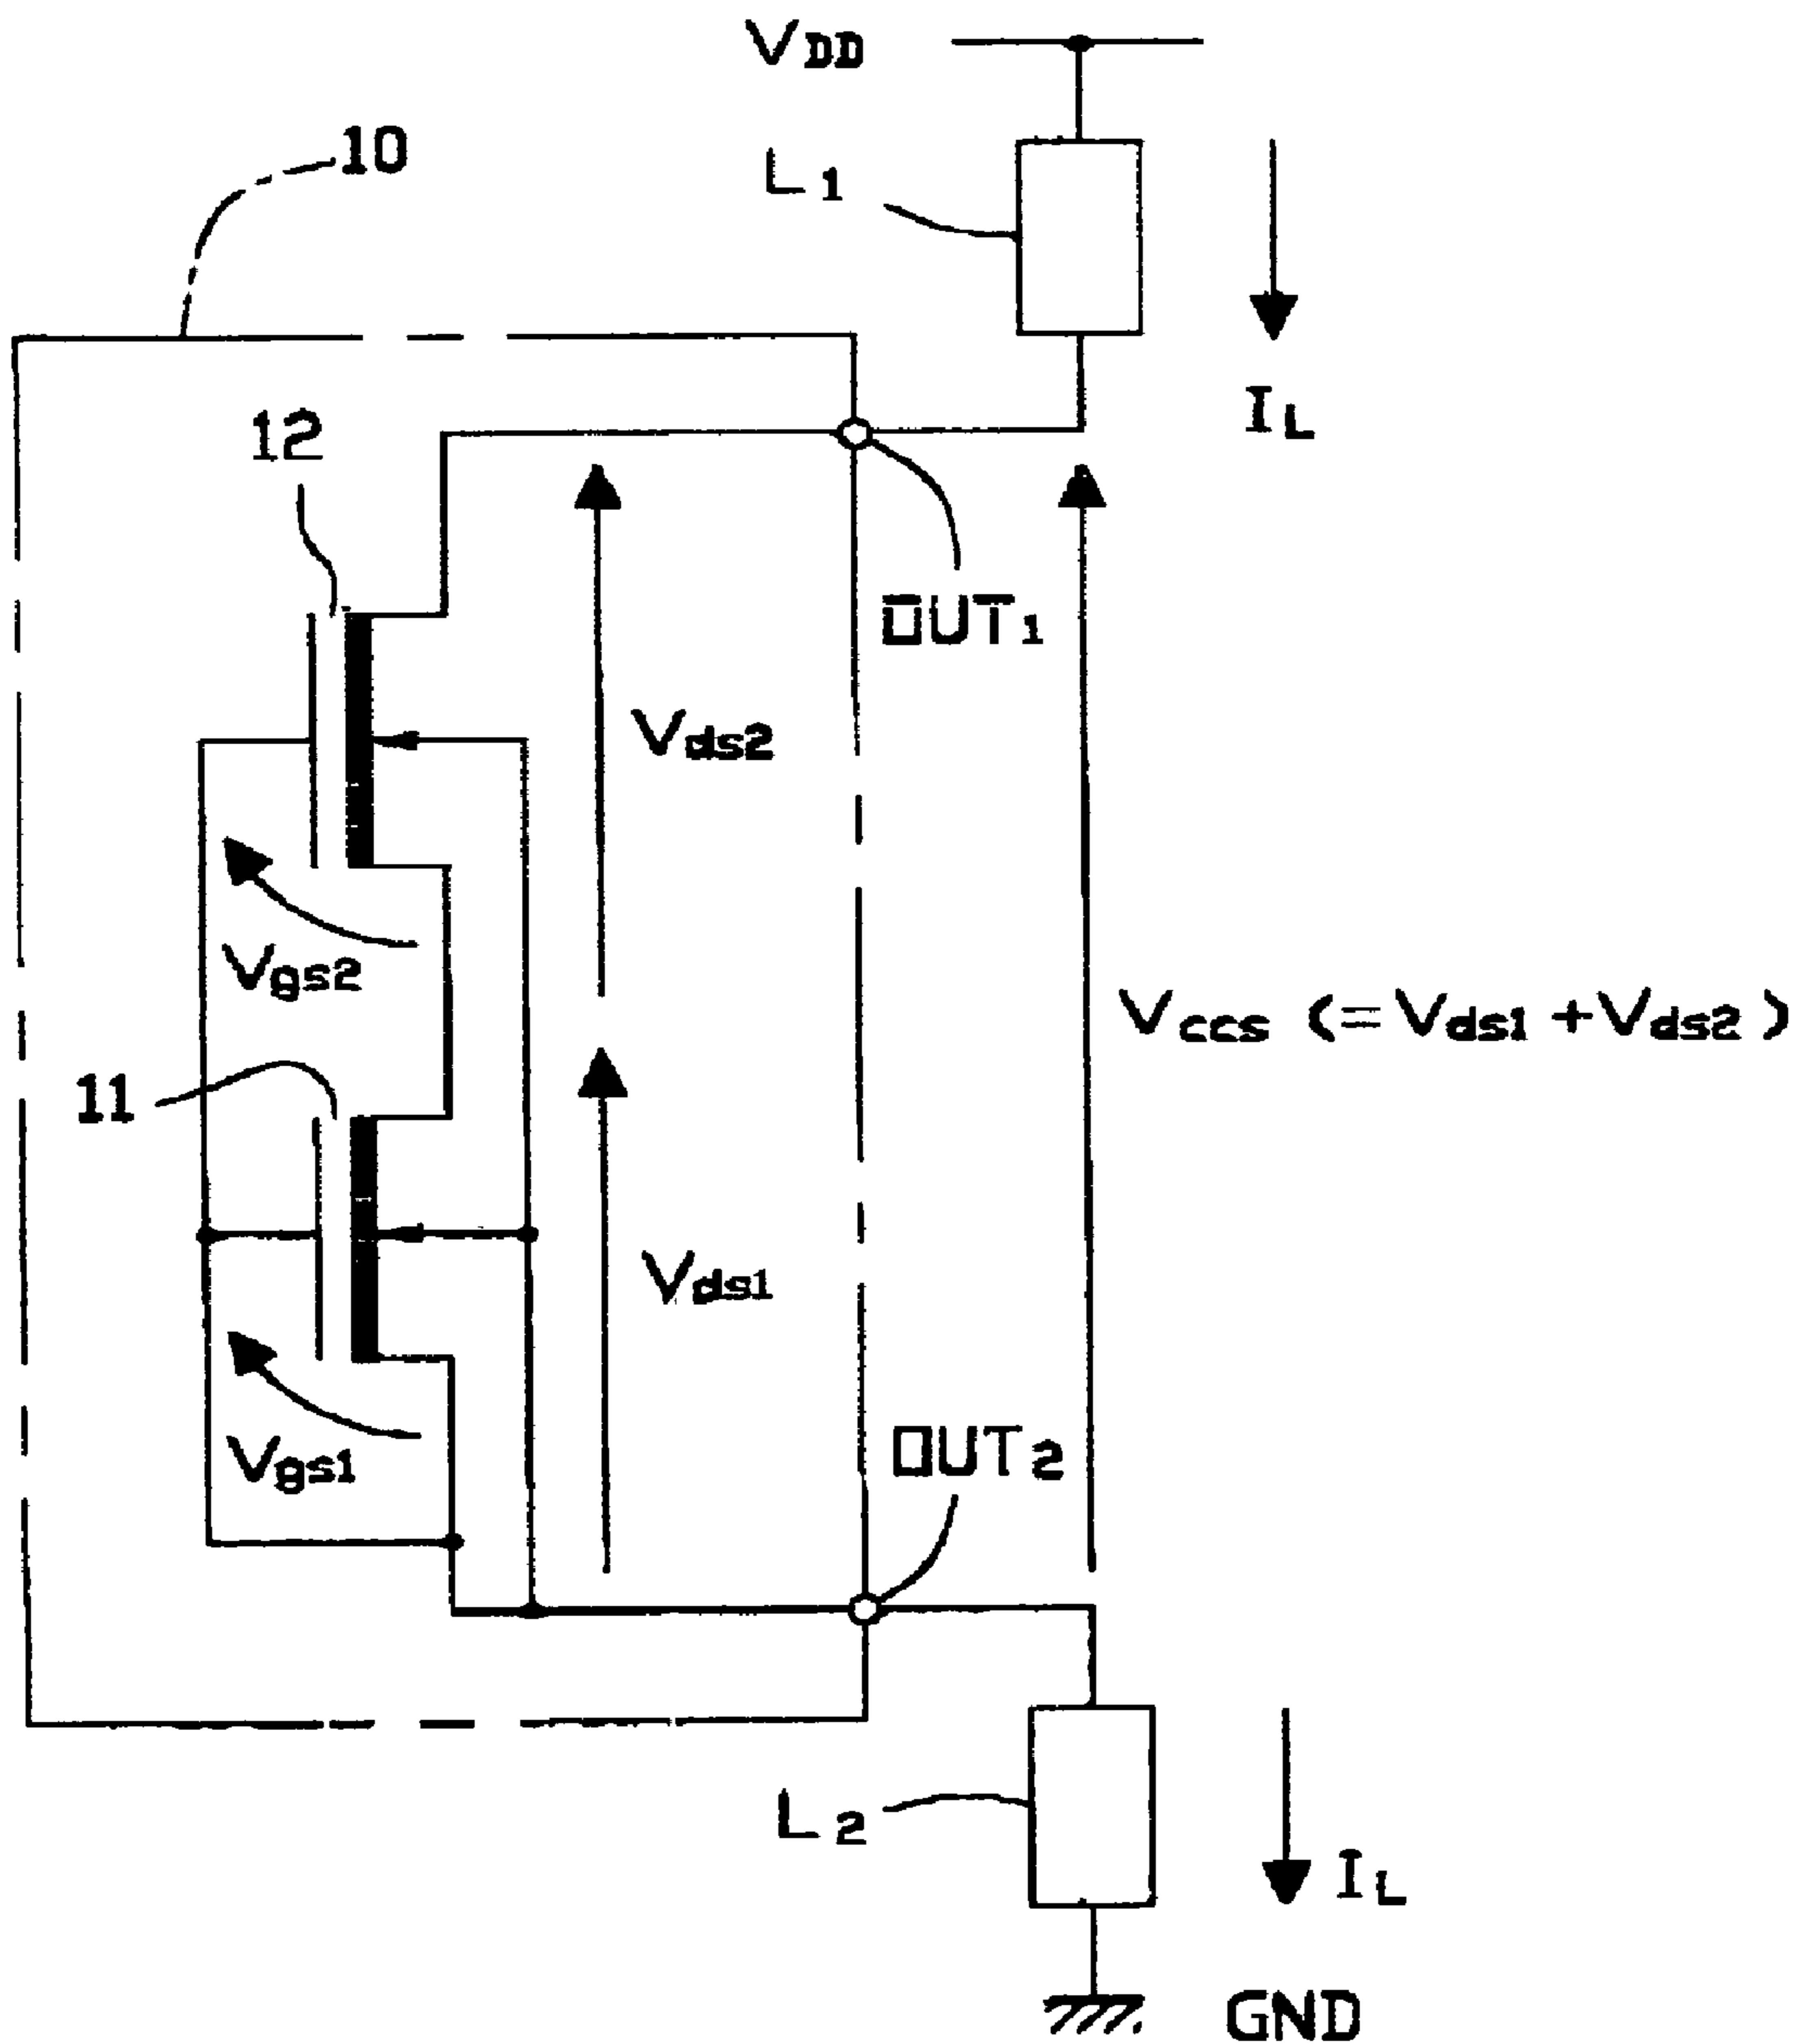 VDD
10
L1
IL
12
OUT1
Vds2
Vgs2
Vccs (=Vds1+Vds2)
11
Vds1
Vgs1
OUT2
L2
IL
GND